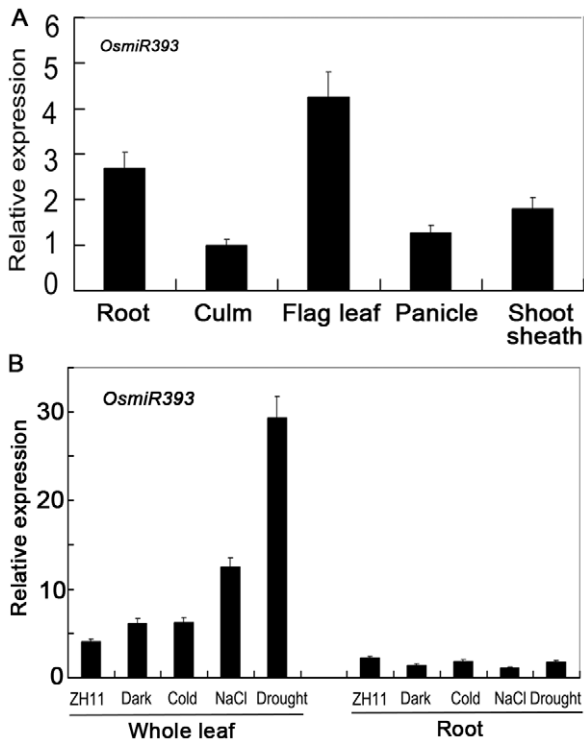 A
OsmiR393
Relative expression
6
5
4
3
2
1
0
Root Culm Flag leaf Panicle Shoot
sheath
B
OsmiR393
Relative expression
30
20
10
0
ZH11 Dark Cold NaCl Drought ZH11 Dark Cold NaCl Drought
Whole leaf Root